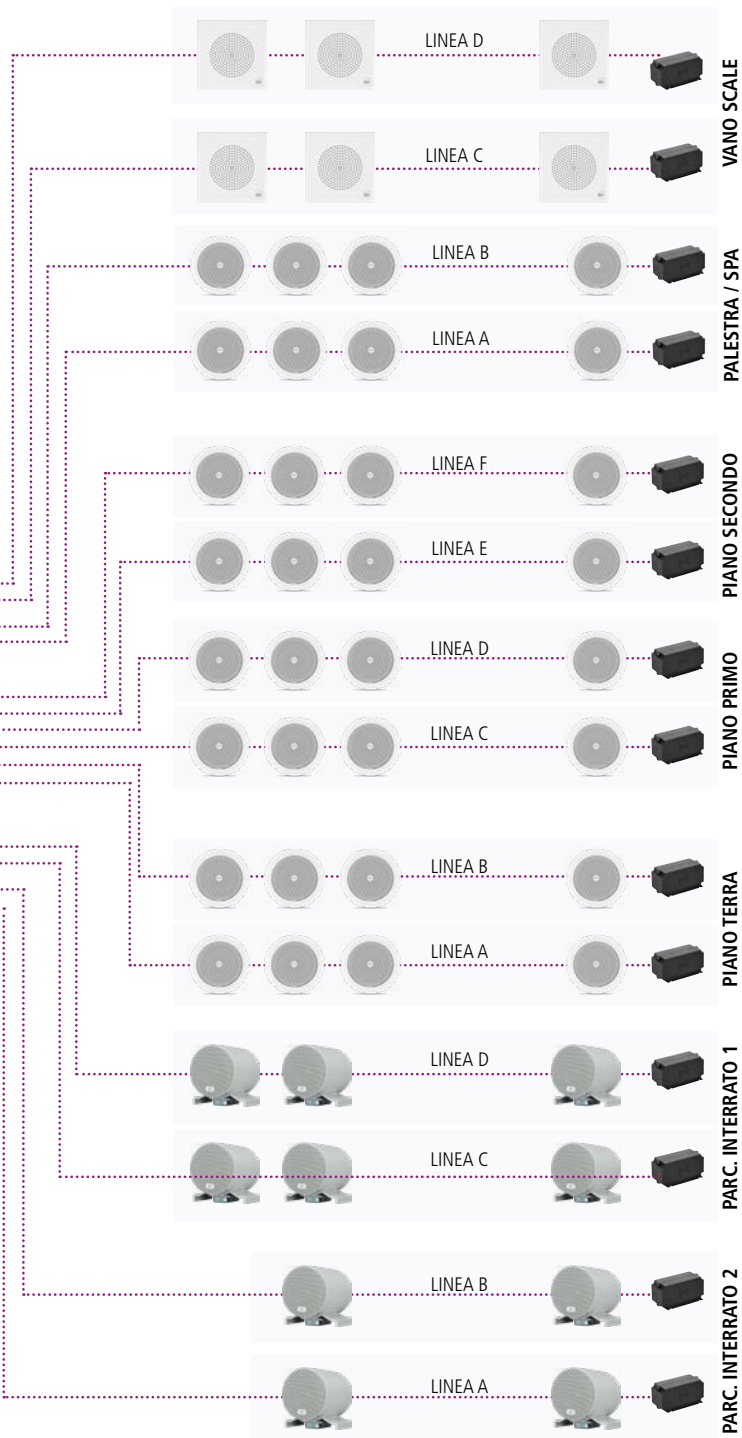 LINEA D
LINEA C
VANO SCALE
LINEA B
LINEA A
PALESTRA / SPA
LINEA F
LINEA E
PIANO SECONDO
LINEA D
LINEA C
PIANO PRIMO
LINEA B
LINEA A
PIANO TERRA
LINEA D
LINEA C
PARC. INTERRATO 1
LINEA B
LINEA A
PARC. INTERRATO 2